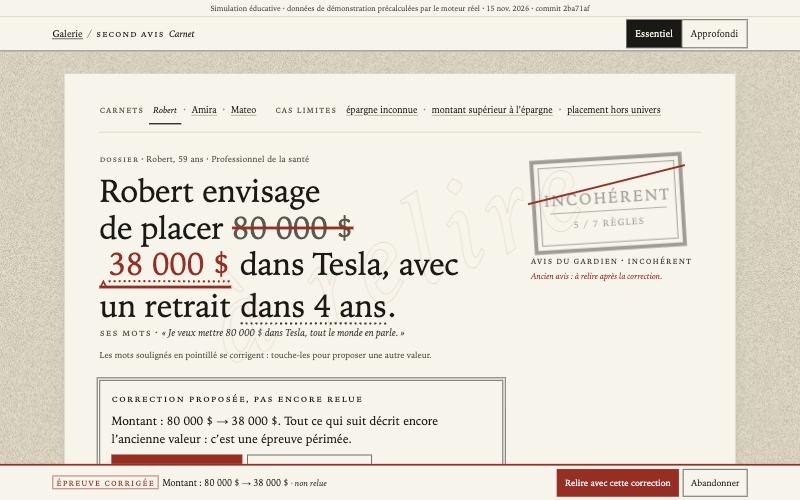 Simulation éducative · données de démonstration précalculées par le moteur réel · 15 nov. 2026 · commit 2ba71af
Galerie / SECOND AVIS Carnet
Essentiel Approfondi
CARNETS Robert · Amira · Mateo CAS LIMITES épargne inconnue · montant supérieur à l'épargne · placement hors univers
DOSSIER · Robert, 59 ans · Professionnel de la santé
Robert envisage
de placer 80 000 $
38 000 $ dans Tesla, avec
un retrait dans 4 ans.
à relire
INCOHÉRENT
5 / 7 RÈGLES
AVIS DU GARDIEN · INCOHÉRENT
Ancien avis : à relire après la correction.
SES MOTS · « Je veux mettre 80 000 $ dans Tesla, tout le monde en parle. »
Les mots soulignés en pointillé se corrigent : touche-les pour proposer une autre valeur.
CORRECTION PROPOSÉE, PAS ENCORE RELUE
Montant : 80 000 $ → 38 000 $. Tout ce qui suit décrit encore
l'ancienne valeur : c'est une épreuve périmée.
ÉPREUVE CORRIGÉE Montant : 80 000 $ → 38 000 $ · non relue
Relire avec cette correction Abandonner